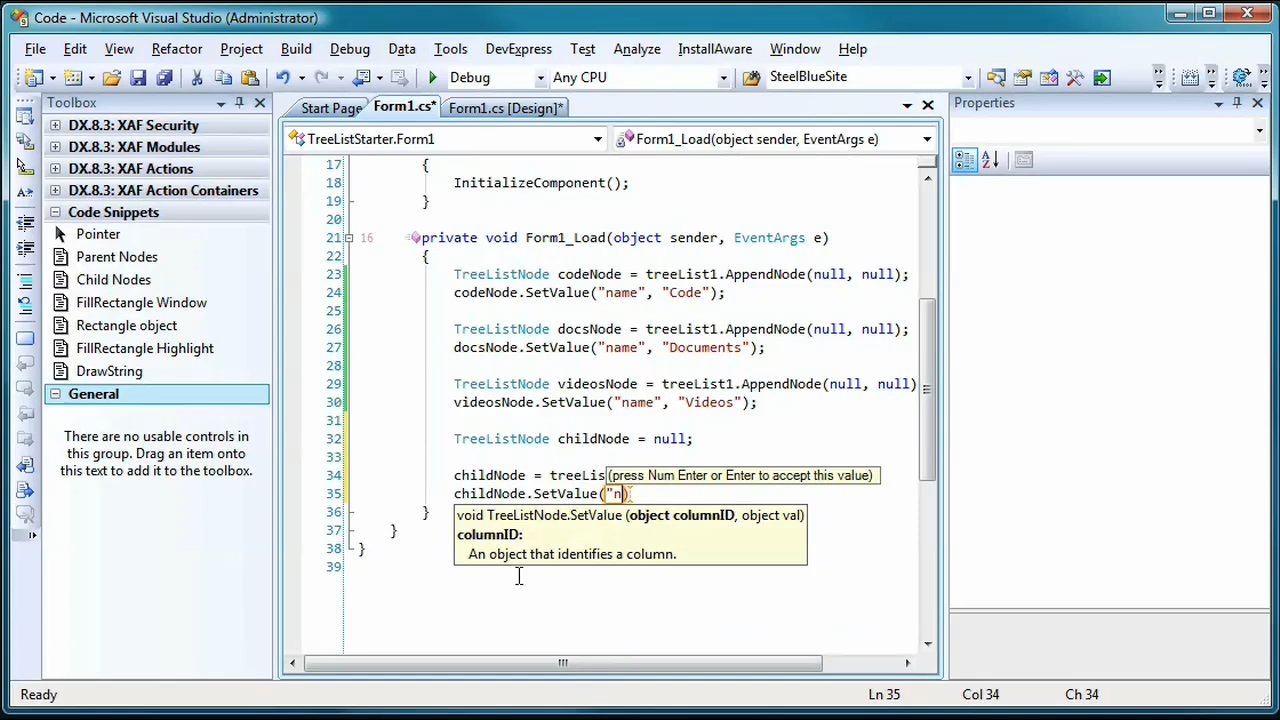 Code - Microsoft Visual Studio (Administrator)
File Edit View Refactor Project Build Debug Data Tools DevExpress Test Analyze InstallAware Window Help
Debug Any CPU SteelBlueSite
Toolbox
DX.8.3: XAF Security
DX.8.3: XAF Modules
DX.8.3: XAF Actions
DX.8.3: XAF Action Containers
Code Snippets
Pointer
Parent Nodes
Child Nodes
FillRectangle Window
Rectangle object
FillRectangle Highlight
DrawString
General
There are no usable controls in
this group. Drag an item onto
this text to add it to the toolbox.
Start Page Form1.cs* Form1.cs [Design]*
TreeListStarter.Form1 Form1_Load(object sender, EventArgs e)
17 {
18 InitializeComponent();
19 }
20
21 16 private void Form1_Load(object sender, EventArgs e)
22 {
23 TreeListNode codeNode = treeList1.AppendNode(null, null);
24 codeNode.SetValue("name", "Code");
25
26 TreeListNode docsNode = treeList1.AppendNode(null, null);
27 docsNode.SetValue("name", "Documents");
28
29 TreeListNode videosNode = treeList1.AppendNode(null, null)
30 videosNode.SetValue("name", "Videos");
31
32 TreeListNode childNode = null;
33
34 childNode = treeLis (press Num Enter or Enter to accept this value)
35 childNode.SetValue("n)
void TreeListNode.SetValue (object columnID, object val)
columnID:
An object that identifies a column.
36 }
37 }
38 }
39
Properties
Ready Ln 35 Col 34 Ch 34